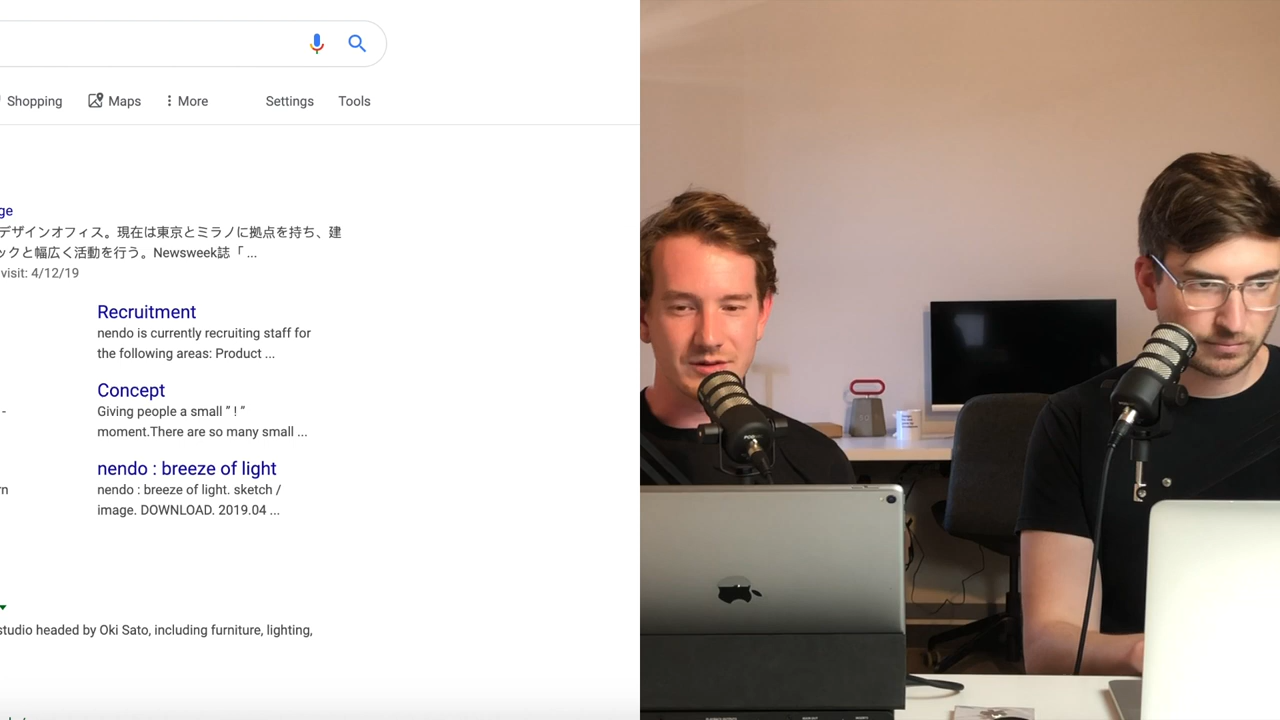 Shopping Maps More Settings Tools
ge
デザインオフィス。現在は東京とミラノに拠点を持ち、建
ックと幅広く活動を行う。Newsweek誌「 ...
visit: 4/12/19
Recruitment
nendo is currently recruiting staff for
the following areas: Product ...
Concept
-
Giving people a small ” ! ”
moment.There are so many small ...
nendo : breeze of light
rn
nendo : breeze of light. sketch /
image. DOWNLOAD. 2019.04 ...
studio headed by Oki Sato, including furniture, lighting,